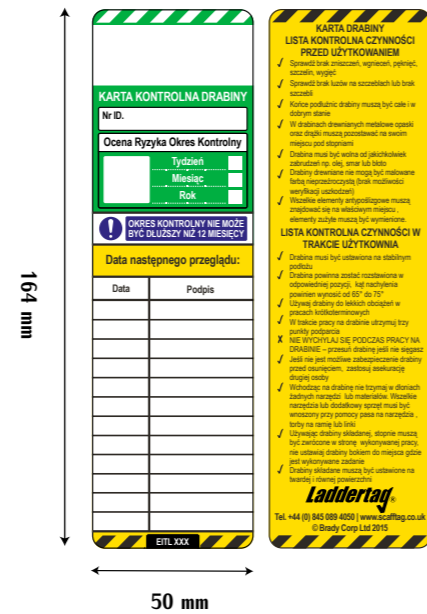 164 mm
50 mm
KARTA KONTROLNA DRABINY
Nr ID.
Ocena Ryzyka Okres Kontrolny
Tydzień
Miesiąc
Rok
OKRES KONTROLNY NIE MOŻE
BYĆ DŁUŻSZY NIŻ 12 MIESIĘCY
Data następnego przeglądu:
Data Podpis
EITL XXX
KARTA DRABINY
LISTA KONTROLNA CZYNNOŚCI
PRZED UŻYTKOWANIEM
✓ Sprawdź brak zniszczeń, wgnieceń, pęknięć,
szczelin, wygięć
✓ Sprawdź brak luzów na szczeblach lub brak
szczebli
✓ Końce podłużnic drabiny muszą być całe i w
dobrym stanie
✓ W drabinach drewnianych metalowe opaski
oraz drążki muszą pozostawać na swoim
miejscu pod stopniami
✓ Drabina musi być wolna od jakichkolwiek
zabrudzeń np. olej, smar lub błoto
✓ Drabiny drewniane nie mogą być malowane
farbą nieprzeźroczystą (brak możliwości
weryfikacji uszkodzeń)
✓ Wszelkie elementy antypoślizgowe muszą
znajdować się na właściwym miejscu ,
elementy zużyte muszą być wymienione.
LISTA KONTROLNA CZYNNOŚCI W
TRAKCIE UŻYTKOWNIA
✓ Drabina musi być ustawiona na stabilnym
podłożu
✓ Drabina powinna zostać rozstawiona w
odpowiedniej pozycji, kąt nachylenia
powinien wynosić od 65° do 75°
✓ Używaj drabiny do lekkich obciążeń w
pracach krótkoterminowych
✓ W trakcie pracy na drabinie utrzymuj trzy
punkty podparcia
X NIE WYCHYLAJ SIĘ PODCZAS PRACY NA
DRABINIE – przesuń drabinę jeśli nie sięgasz
✓ Jeśli nie jest możliwe zabezpieczenie drabiny
przed osunięciem, zastosuj asekurację
drugiej osoby
✓ Wchodząc na drabinę nie trzymaj w dłoniach
żadnych narzędzi lub materiałów. Wszelkie
narzędzia lub dodatkowy sprzęt musi być
wnoszony przy pomocy pasa na narzędzia ,
torby na ramię lub linki
✓ Używając drabiny składanej, stopnie muszą
być zwrócone w stronę wykonywanej pracy,
nie ustawiaj drabiny bokiem do miejsca gdzie
jest wykonywane zadanie
✓ Drabiny składane muszą być ustawione na
twardej i równej powierzchni
Laddertag®
Tel. +44 (0) 845 089 4050 | www.scafftag.co.uk
© Brady Corp Ltd 2015